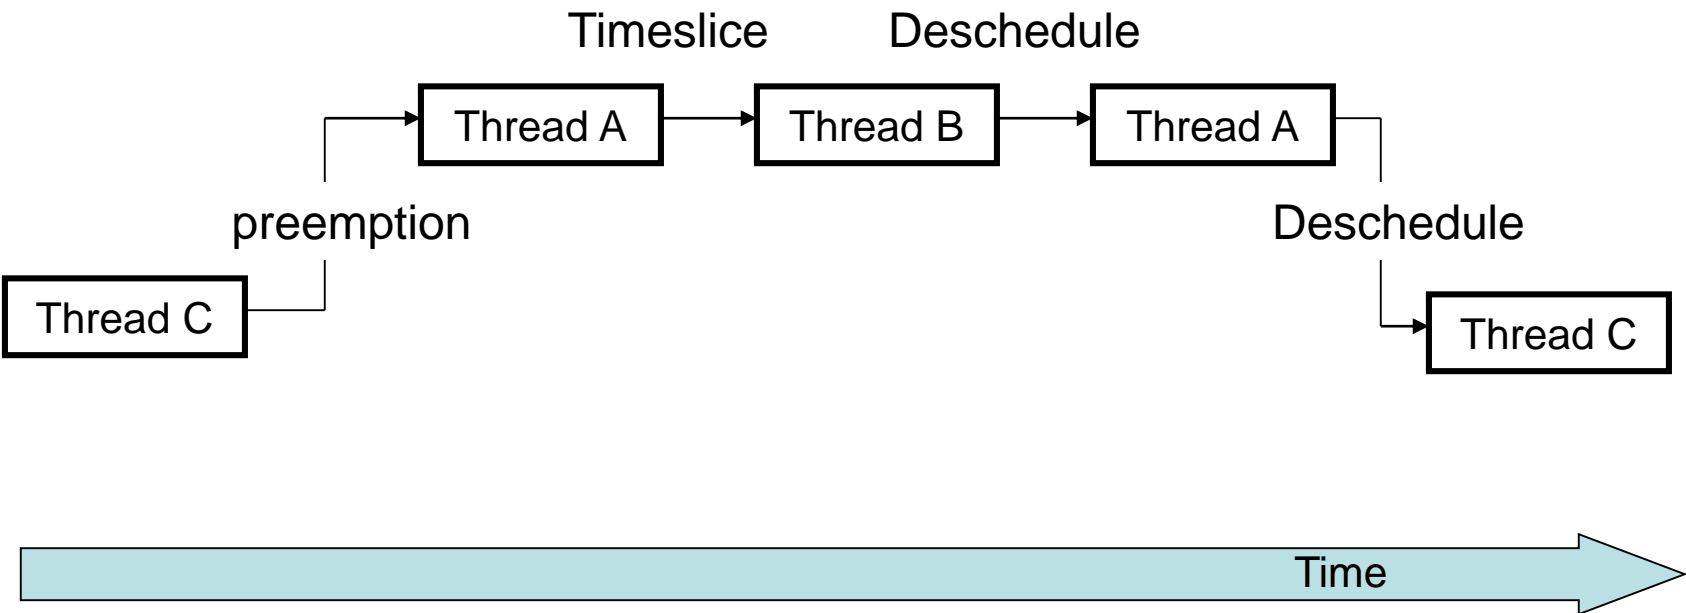 Timeslice
Deschedule
Thread A
Thread B
Thread A
preemption
Deschedule
Thread C
Thread C
Time